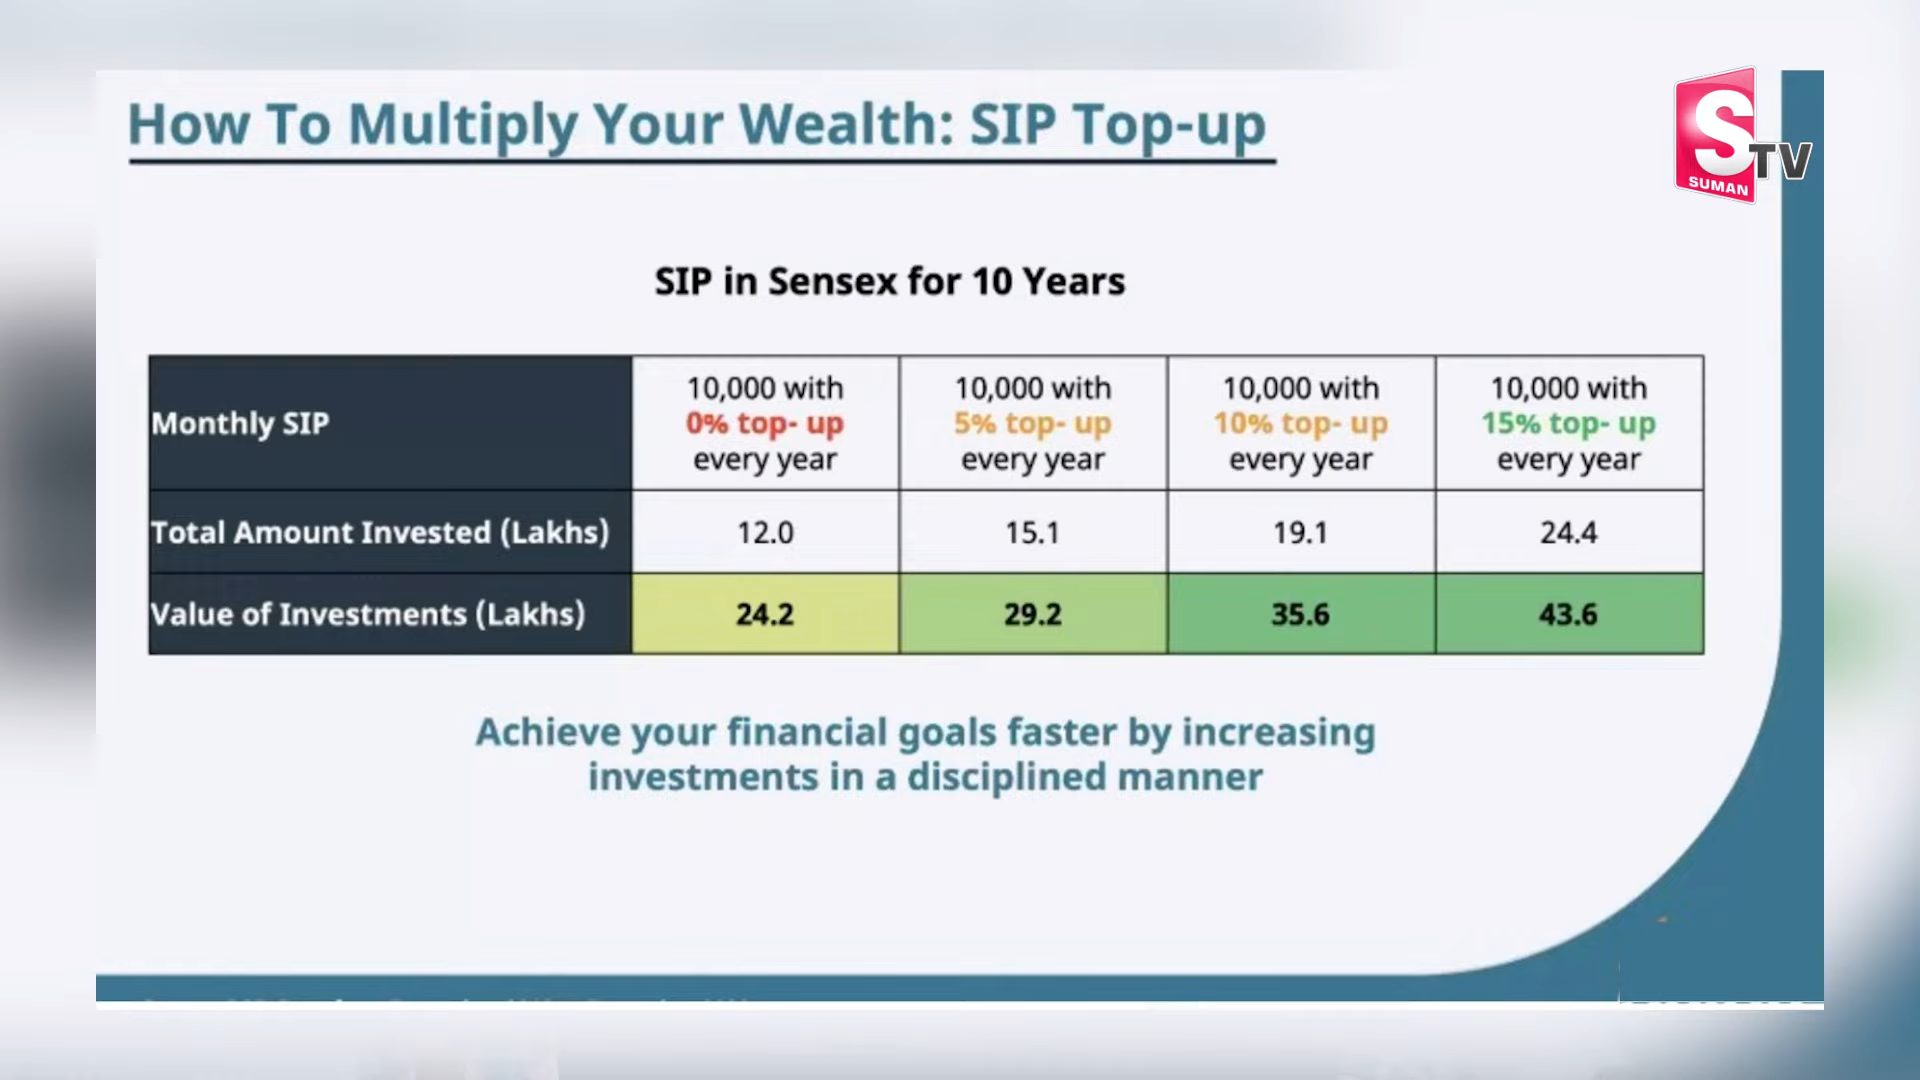 How To Multiply Your Wealth: SIP Top-up
S
TV
SUMAN
SIP in Sensex for 10 Years
Monthly SIP
10,000 with
0% top- up
every year
10,000 with
5% top- up
every year
10,000 with
10% top- up
every year
10,000 with
15% top- up
every year
Total Amount Invested (Lakhs)
12.0
15.1
19.1
24.4
Value of Investments (Lakhs)
24.2
29.2
35.6
43.6
Achieve your financial goals faster by increasing
investments in a disciplined manner